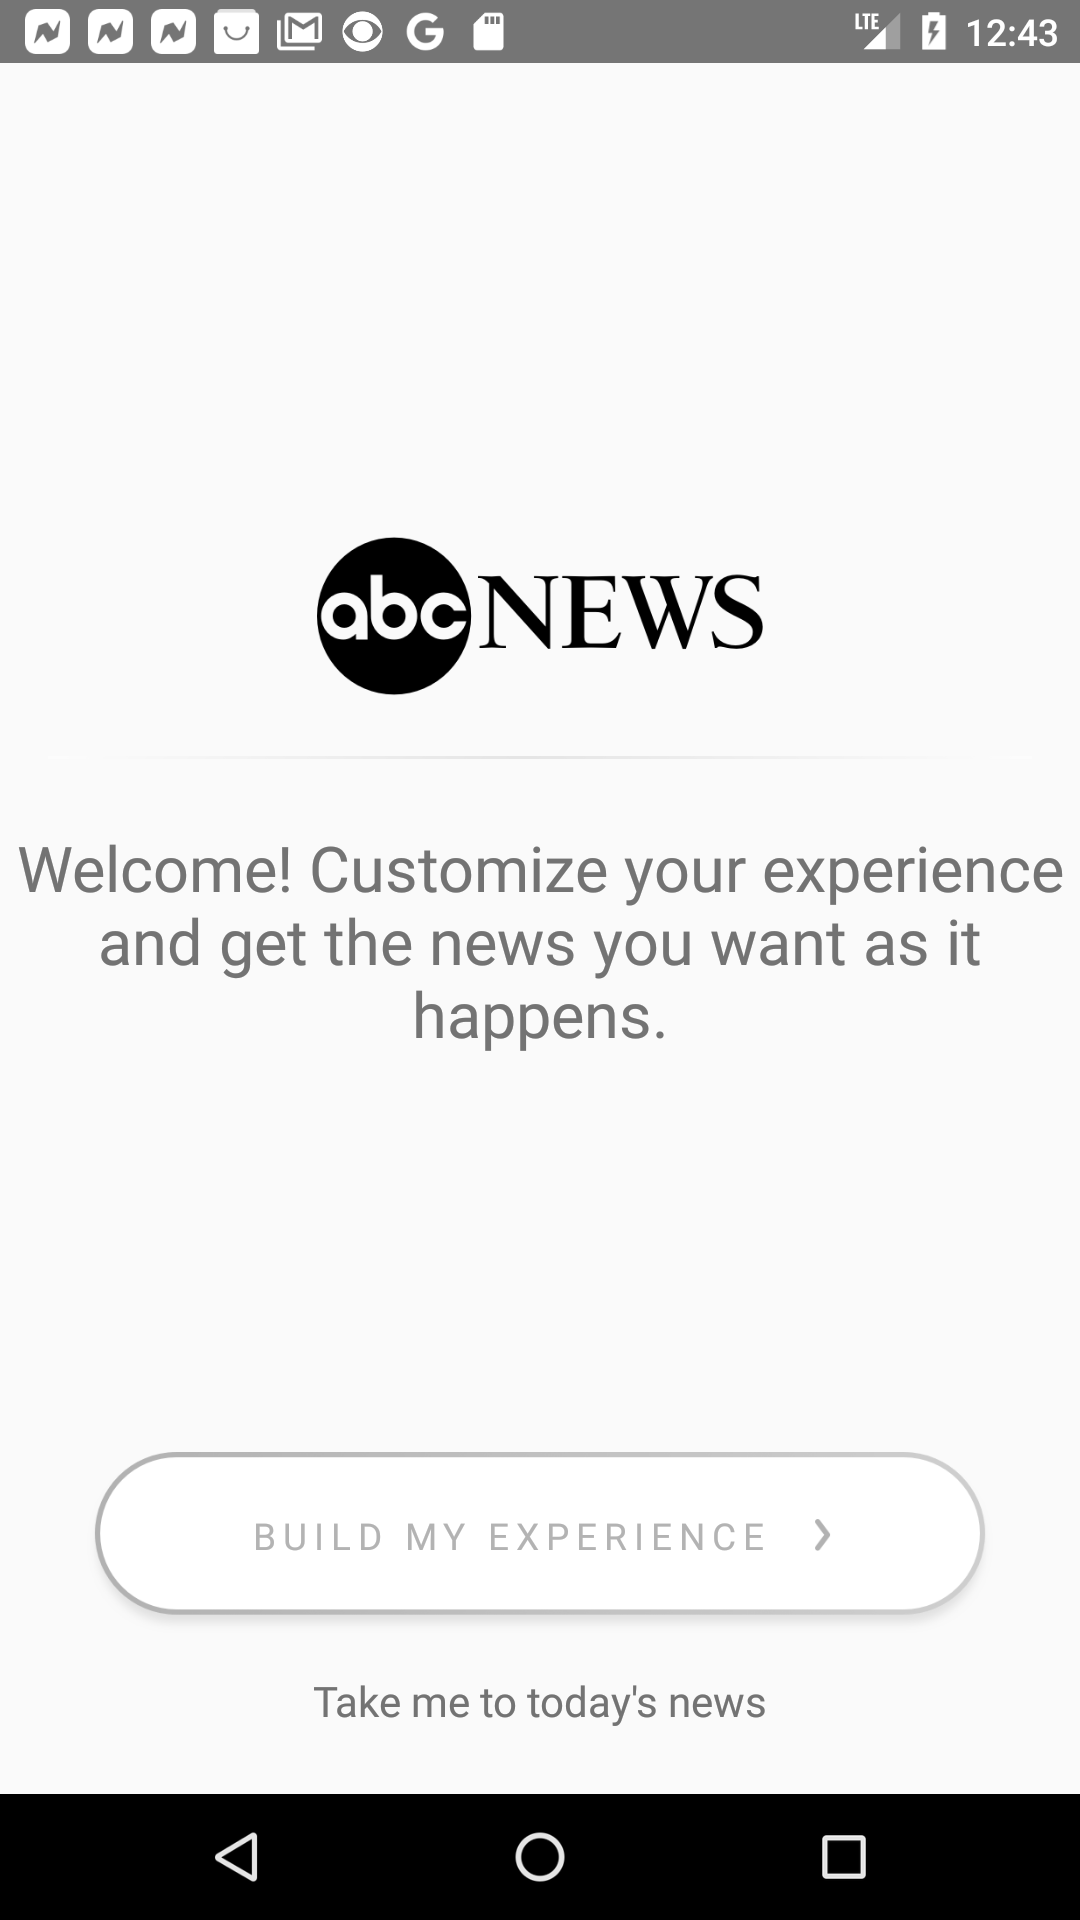 LTE 12:43
abc NEWS
Welcome! Customize your experience
and get the news you want as it
happens.
BUILD MY EXPERIENCE
Take me to today's news